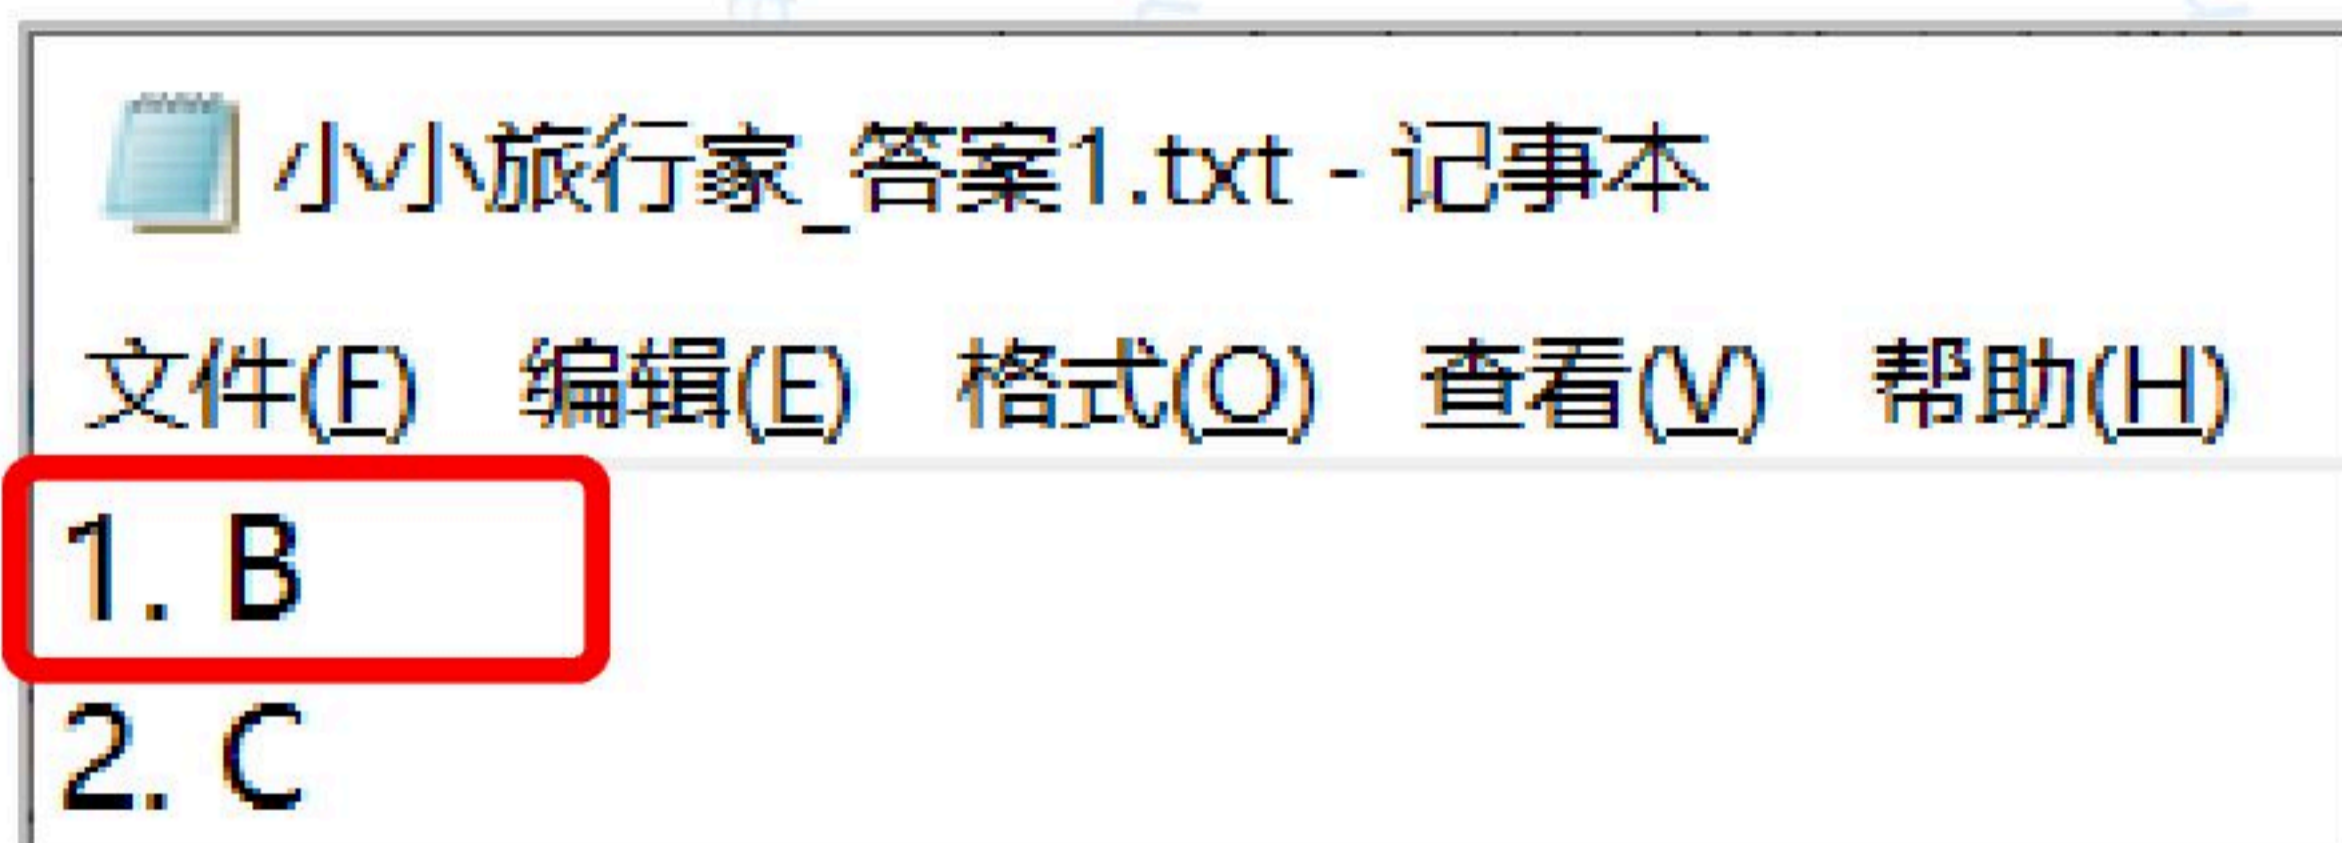 小小旅行家_答案1.txt - 记事本
文件(F) 编辑(E) 格式(O) 查看(V) 帮助(H)
1. B
2. C